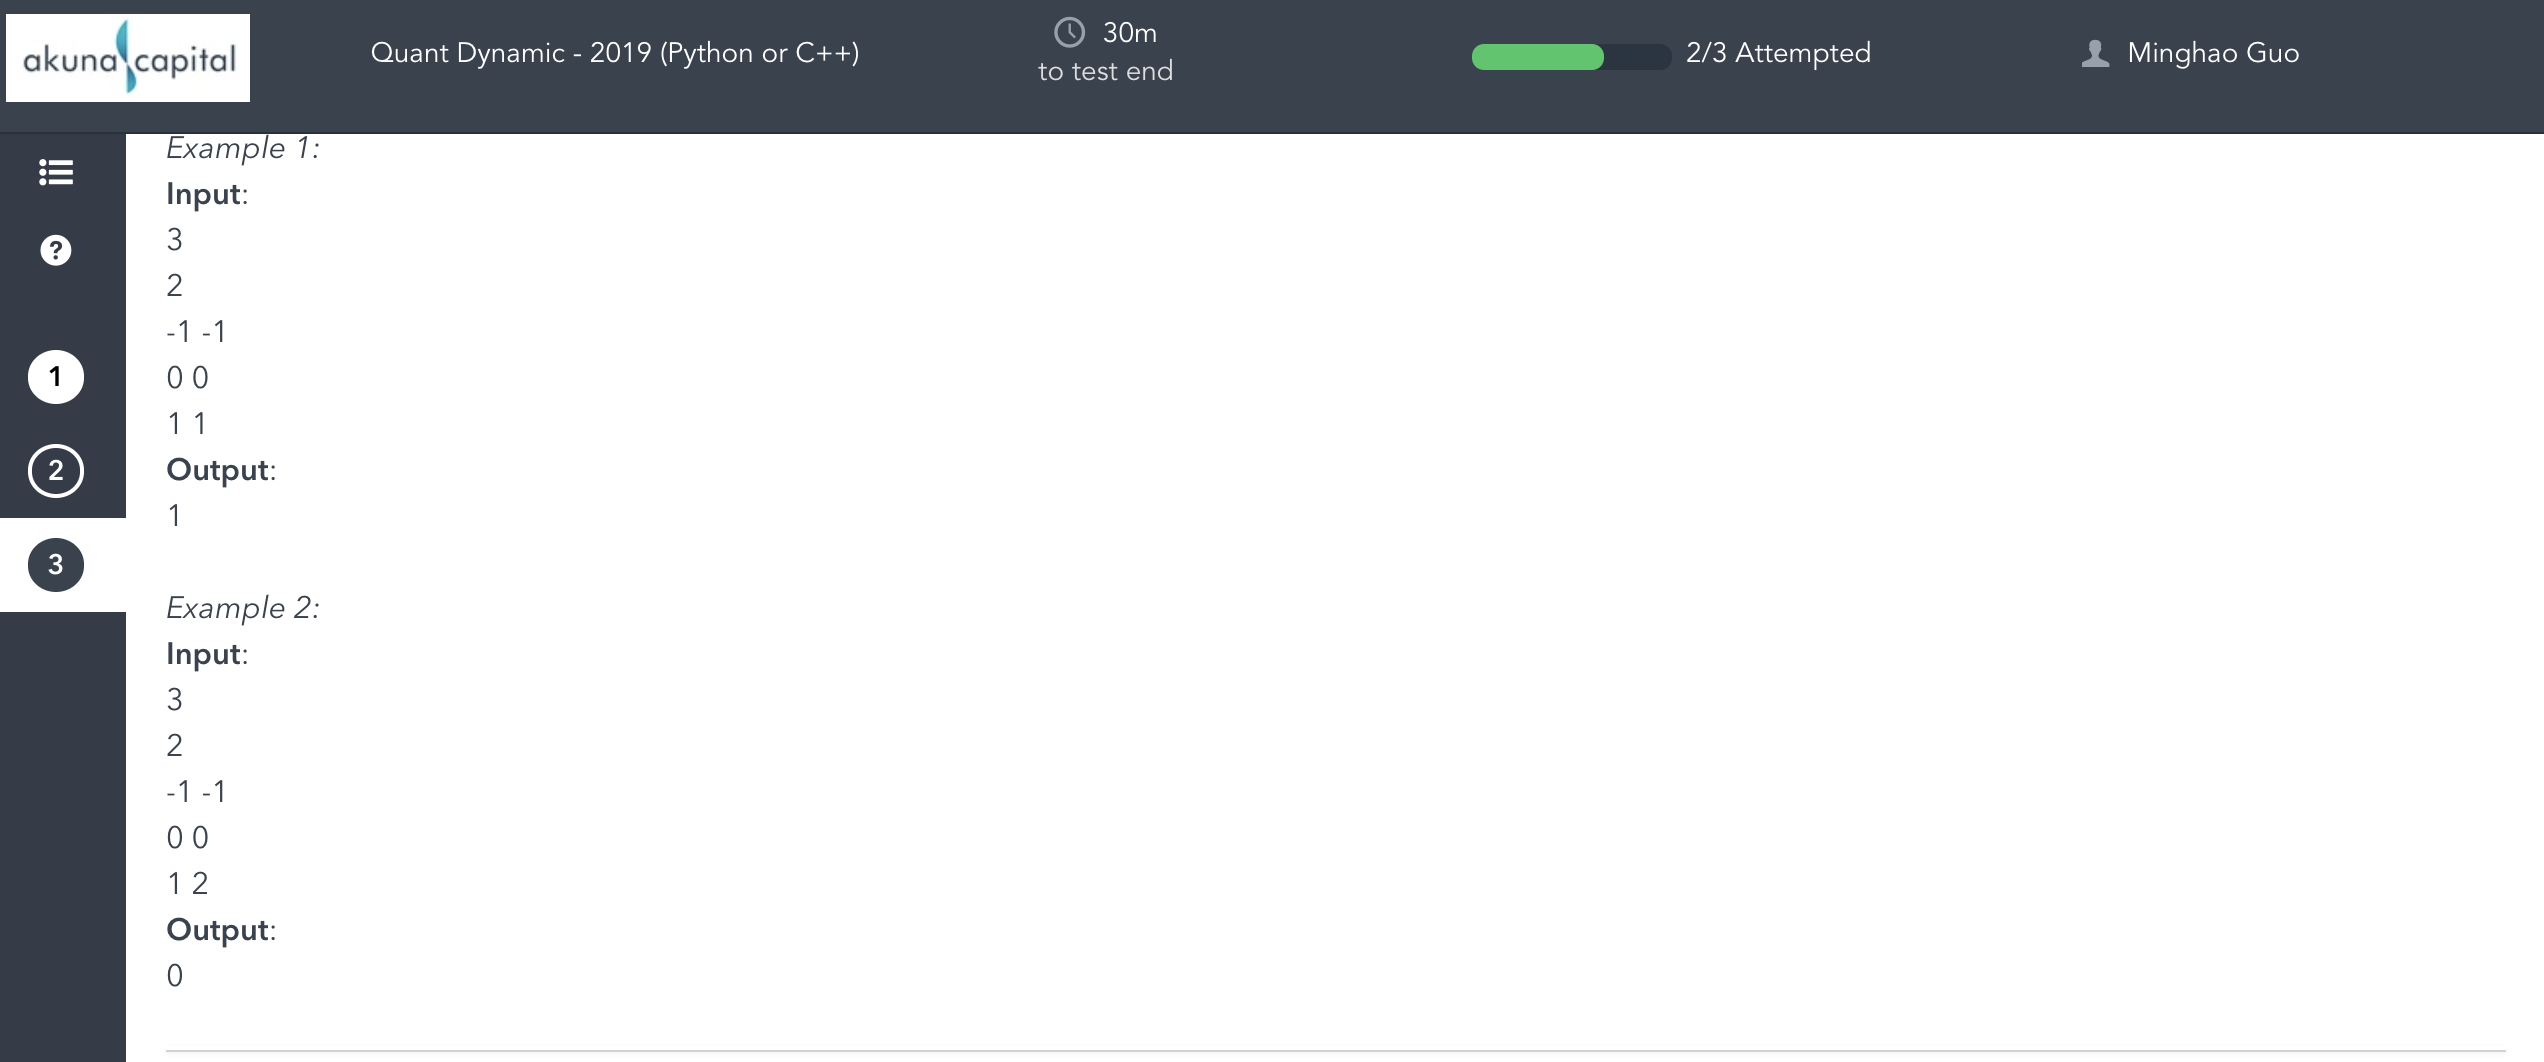 akunacapital
Quant Dynamic - 2019 (Python or C++)
30m
to test end
2/3 Attempted
Minghao Guo
?
1
2
3
Example 1:
Input:
3
2
-1 -1
0 0
1 1
Output:
1
Example 2:
Input:
3
2
-1 -1
0 0
1 2
Output:
0